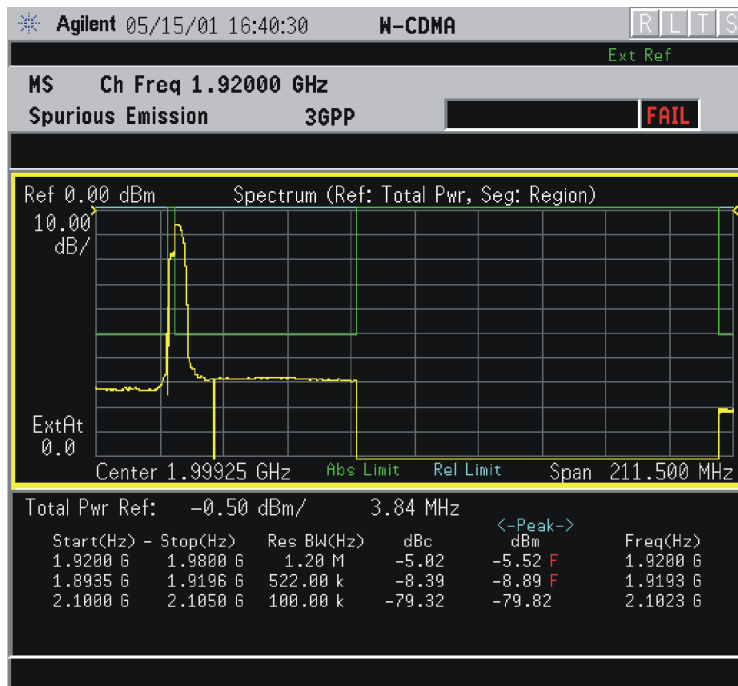 Agilent 05/15/01 16:40:30 W-CDMA R L T S
Ext Ref
MS Ch Freq 1.92000 GHz
Spurious Emission 3GPP FAIL
Ref 0.00 dBm Spectrum (Ref: Total Pwr, Seg: Region)
10.00
dB/
ExtAt
0.0
Center 1.99925 GHz Abs Limit Rel Limit Span 211.500 MHz
Total Pwr Ref: -0.50 dBm/ 3.84 MHz
<-Peak->
Start(Hz) - Stop(Hz) Res BW(Hz) dBc dBm Freq(Hz)
1.9200 G 1.9800 G 1.20 M -5.02 -5.52 F 1.9200 G
1.8935 G 1.9196 G 522.00 k -8.39 -8.89 F 1.9193 G
2.1000 G 2.1050 G 100.00 k -79.32 -79.82 2.1023 G